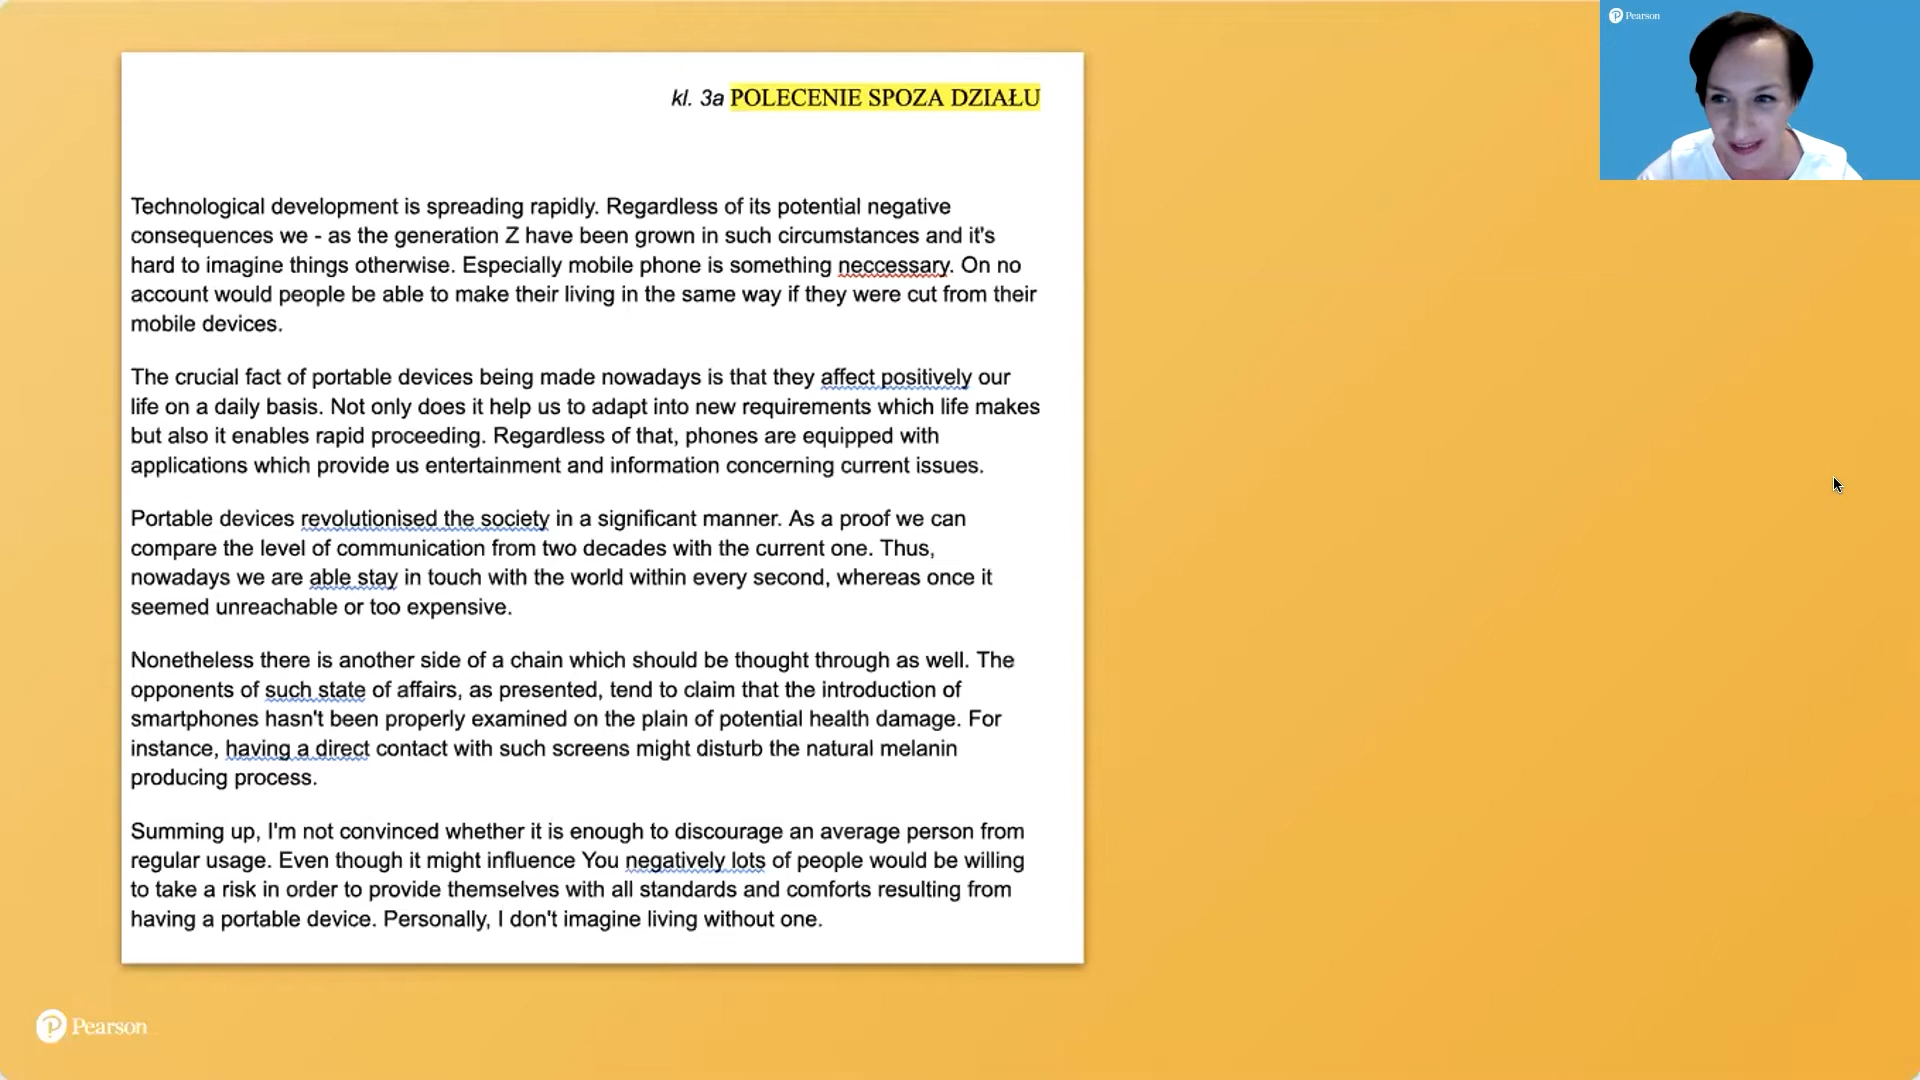 Pearson
kl. 3a POLECENIE SPOZA DZIAŁU
Technological development is spreading rapidly. Regardless of its potential negative
consequences we - as the generation Z have been grown in such circumstances and it's
hard to imagine things otherwise. Especially mobile phone is something neccessary. On no
account would people be able to make their living in the same way if they were cut from their
mobile devices.
The crucial fact of portable devices being made nowadays is that they affect positively our
life on a daily basis. Not only does it help us to adapt into new requirements which life makes
but also it enables rapid proceeding. Regardless of that, phones are equipped with
applications which provide us entertainment and information concerning current issues.
Portable devices revolutionised the society in a significant manner. As a proof we can
compare the level of communication from two decades with the current one. Thus,
nowadays we are able stay in touch with the world within every second, whereas once it
seemed unreachable or too expensive.
Nonetheless there is another side of a chain which should be thought through as well. The
opponents of such state of affairs, as presented, tend to claim that the introduction of
smartphones hasn't been properly examined on the plain of potential health damage. For
instance, having a direct contact with such screens might disturb the natural melanin
producing process.
Summing up, I'm not convinced whether it is enough to discourage an average person from
regular usage. Even though it might influence You negatively lots of people would be willing
to take a risk in order to provide themselves with all standards and comforts resulting from
having a portable device. Personally, I don't imagine living without one.
Pearson